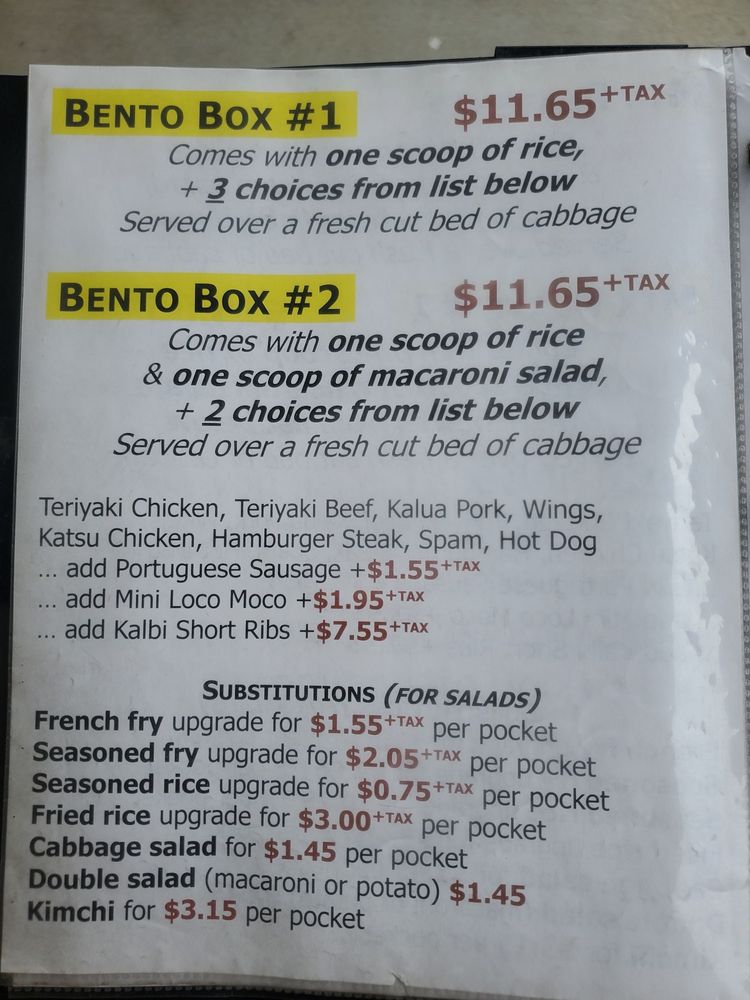 BENTO BOX #1 $11.65+TAX
Comes with one scoop of rice,
+ 3 choices from list below
Served over a fresh cut bed of cabbage
BENTO BOX #2 $11.65+TAX
Comes with one scoop of rice
& one scoop of macaroni salad,
+ 2 choices from list below
Served over a fresh cut bed of cabbage
Teriyaki Chicken, Teriyaki Beef, Kalua Pork, Wings,
Katsu Chicken, Hamburger Steak, Spam, Hot Dog
... add Portuguese Sausage +$1.55+TAX
... add Mini Loco Moco +$1.95+TAX
... add Kalbi Short Ribs +$7.55+TAX
SUBSTITUTIONS (FOR SALADS)
French fry upgrade for $1.55+TAX per pocket
Seasoned fry upgrade for $2.05+TAX per pocket
Seasoned rice upgrade for $0.75+TAX per pocket
Fried rice upgrade for $3.00+TAX per pocket
Cabbage salad for $1.45 per pocket
Double salad (macaroni or potato) $1.45
Kimchi for $3.15 per pocket